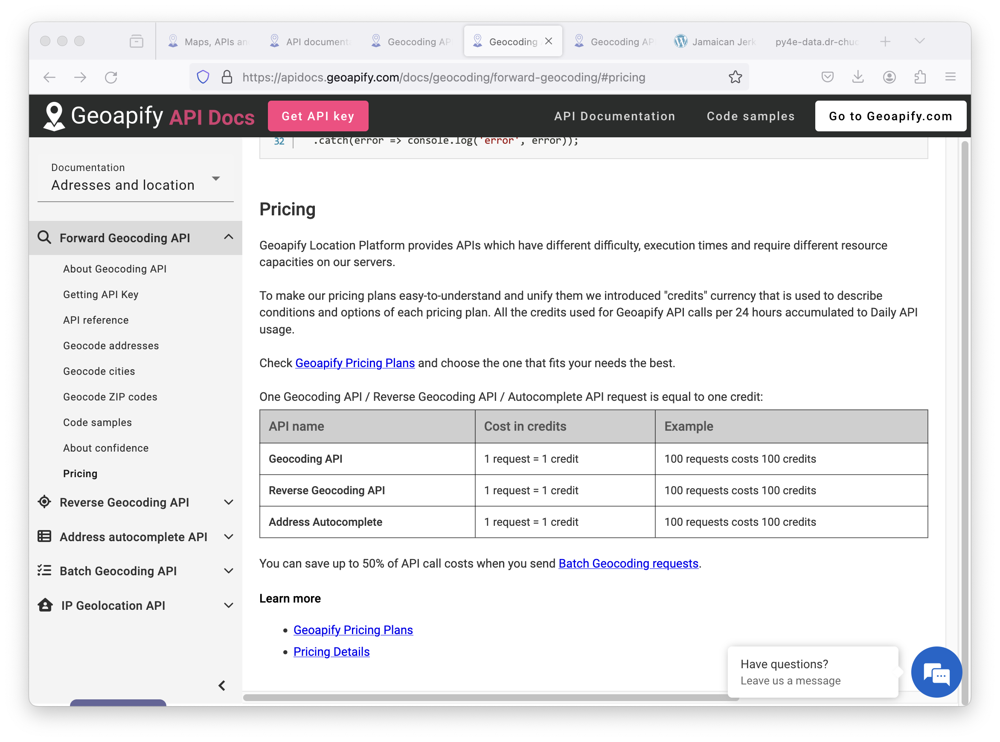 Maps, APIs an
API documenta
Geocoding AP
Geocoding
Geocoding AP
Jamaican Jerk
py4e-data.dr-chuc
https://apidocs.geoapify.com/docs/geocoding/forward-geocoding/#pricing
Geoapify API Docs
Get API key
API Documentation
Code samples
Go to Geoapify.com
32 .catch(error => console.log('error', error));
Documentation
Adresses and location
Forward Geocoding API
About Geocoding API
Getting API Key
API reference
Geocode addresses
Geocode cities
Geocode ZIP codes
Code samples
About confidence
Pricing
Reverse Geocoding API
Address autocomplete API
Batch Geocoding API
IP Geolocation API
Pricing
Geoapify Location Platform provides APIs which have different difficulty, execution times and require different resource
capacities on our servers.
To make our pricing plans easy-to-understand and unify them we introduced "credits" currency that is used to describe
conditions and options of each pricing plan. All the credits used for Geoapify API calls per 24 hours accumulated to Daily API
usage.
Check Geoapify Pricing Plans and choose the one that fits your needs the best.
One Geocoding API / Reverse Geocoding API / Autocomplete API request is equal to one credit:
API name Cost in credits Example
Geocoding API 1 request = 1 credit 100 requests costs 100 credits
Reverse Geocoding API 1 request = 1 credit 100 requests costs 100 credits
Address Autocomplete 1 request = 1 credit 100 requests costs 100 credits
You can save up to 50% of API call costs when you send Batch Geocoding requests.
Learn more
• Geoapify Pricing Plans
• Pricing Details
Have questions?
Leave us a message